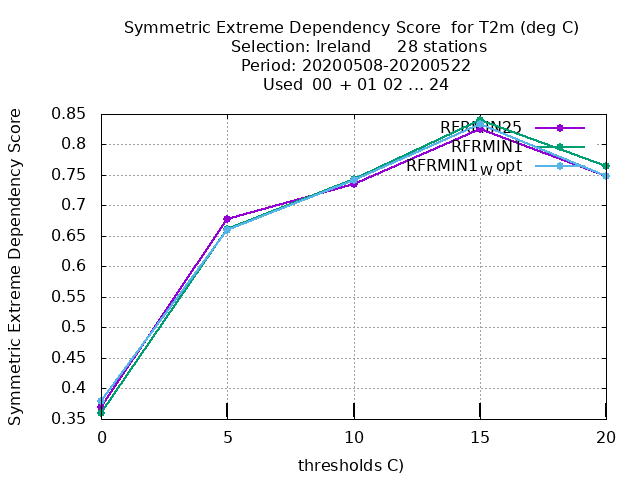 Symmetric Extreme Dependency Score for T2m (deg C)
Selection: Ireland 28 stations
Period: 20200508-20200522
Used 00 + 01 02 ... 24
Symmetric Extreme Dependency Score
0.85
0.8
0.75
0.7
0.65
0.6
0.55
0.5
0.45
0.4
0.35
RFRMIN25
RFRMIN1
RFRMIN1W opt
0 5 10 15 20
thresholds C)